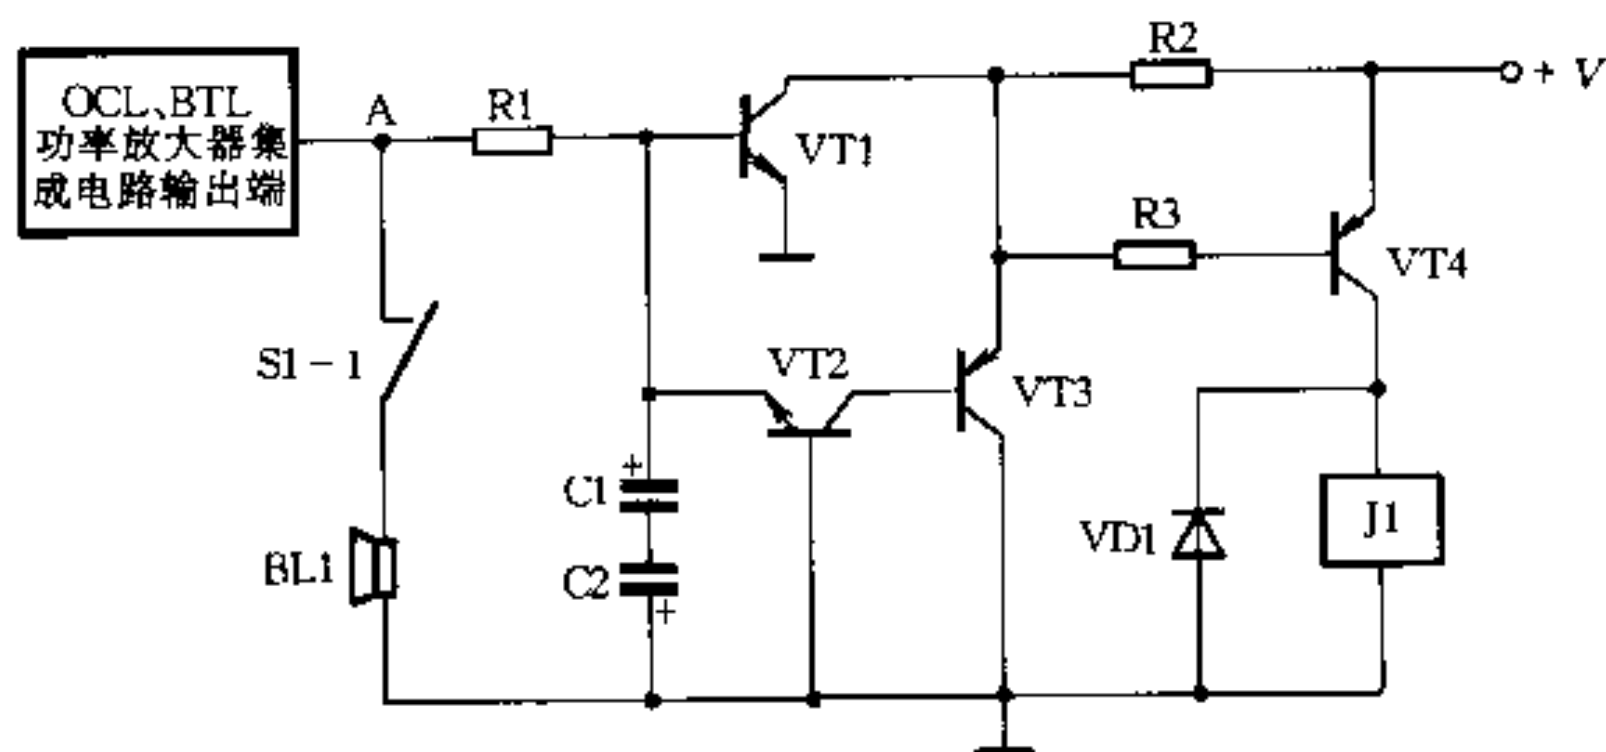 OCL、BTL
功率放大器集
成电路输出端
A
R1
VT1
R2
+ V
R3
VT4
S1-1
VT2
VT3
+
C1
BL1
C2
+
VD1
J1